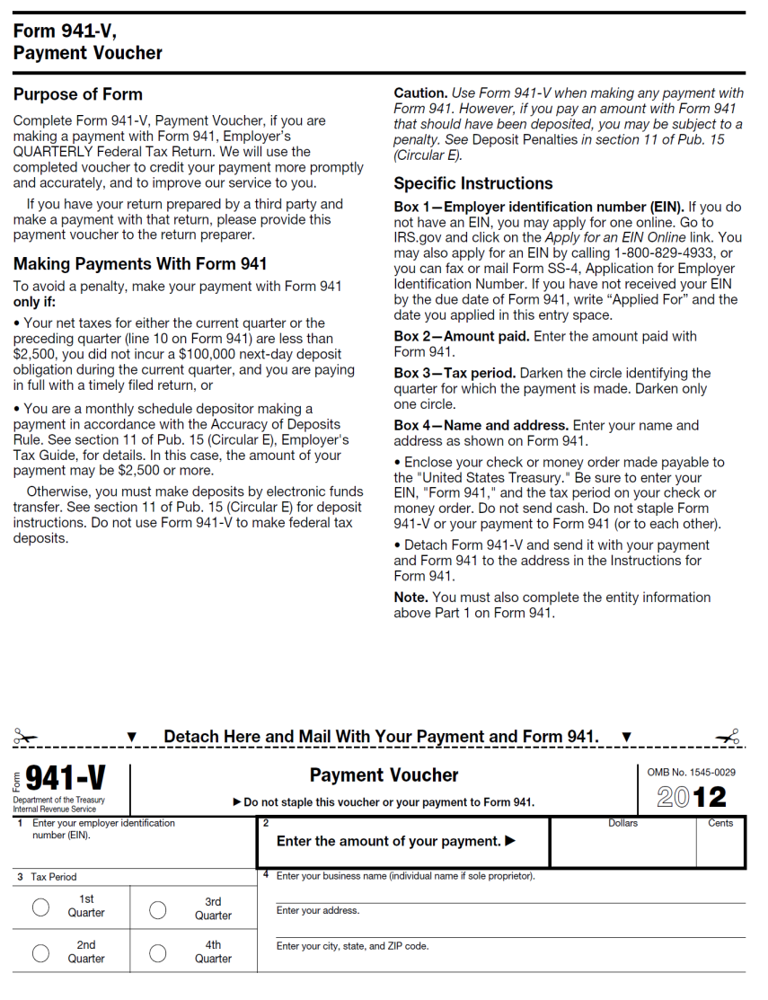 Form 941-V,
Payment Voucher
Purpose of Form
Complete Form 941-V, Payment Voucher, if you are
making a payment with Form 941, Employer’s
QUARTERLY Federal Tax Return. We will use the
completed voucher to credit your payment more promptly
and accurately, and to improve our service to you.
If you have your return prepared by a third party and
make a payment with that return, please provide this
payment voucher to the return preparer.
Making Payments With Form 941
To avoid a penalty, make your payment with Form 941
only if:
• Your net taxes for either the current quarter or the
preceding quarter (line 10 on Form 941) are less than
$2,500, you did not incur a $100,000 next-day deposit
obligation during the current quarter, and you are paying
in full with a timely filed return, or
• You are a monthly schedule depositor making a
payment in accordance with the Accuracy of Deposits
Rule. See section 11 of Pub. 15 (Circular E), Employer's
Tax Guide, for details. In this case, the amount of your
payment may be $2,500 or more.
Otherwise, you must make deposits by electronic funds
transfer. See section 11 of Pub. 15 (Circular E) for deposit
instructions. Do not use Form 941-V to make federal tax
deposits.
Caution. Use Form 941-V when making any payment with
Form 941. However, if you pay an amount with Form 941
that should have been deposited, you may be subject to a
penalty. See Deposit Penalties in section 11 of Pub. 15
(Circular E).
Specific Instructions
Box 1—Employer identification number (EIN). If you do
not have an EIN, you may apply for one online. Go to
IRS.gov and click on the Apply for an EIN Online link. You
may also apply for an EIN by calling 1-800-829-4933, or
you can fax or mail Form SS-4, Application for Employer
Identification Number. If you have not received your EIN
by the due date of Form 941, write “Applied For” and the
date you applied in this entry space.
Box 2—Amount paid. Enter the amount paid with
Form 941.
Box 3—Tax period. Darken the circle identifying the
quarter for which the payment is made. Darken only
one circle.
Box 4—Name and address. Enter your name and
address as shown on Form 941.
• Enclose your check or money order made payable to
the "United States Treasury." Be sure to enter your
EIN, "Form 941," and the tax period on your check or
money order. Do not send cash. Do not staple Form
941-V or your payment to Form 941 (or to each other).
• Detach Form 941-V and send it with your payment
and Form 941 to the address in the Instructions for
Form 941.
Note. You must also complete the entity information
above Part 1 on Form 941.
▼ Detach Here and Mail With Your Payment and Form 941. ▼
Form 941-V
Department of the Treasury
Internal Revenue Service
Payment Voucher
▶ Do not staple this voucher or your payment to Form 941.
OMB No. 1545-0029
2012
1 Enter your employer identification
number (EIN).
2
Enter the amount of your payment. ▶
Dollars
Cents
3 Tax Period
1st
Quarter
3rd
Quarter
2nd
Quarter
4th
Quarter
4 Enter your business name (individual name if sole proprietor).
Enter your address.
Enter your city, state, and ZIP code.